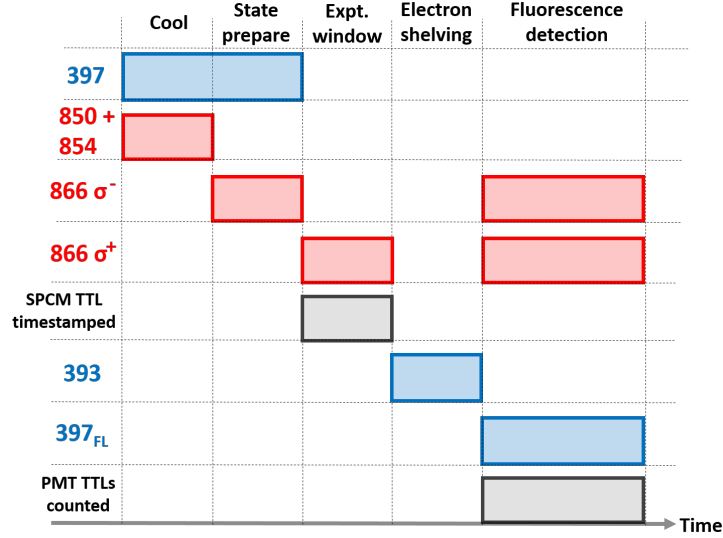 Cool
State
prepare
Expt.
window
Electron
shelving
Fluorescence
detection
397
850 +
854
866 σ⁻
866 σ⁺
SPCM TTL
timestamped
393
397FL
PMT TTLs
counted
Time